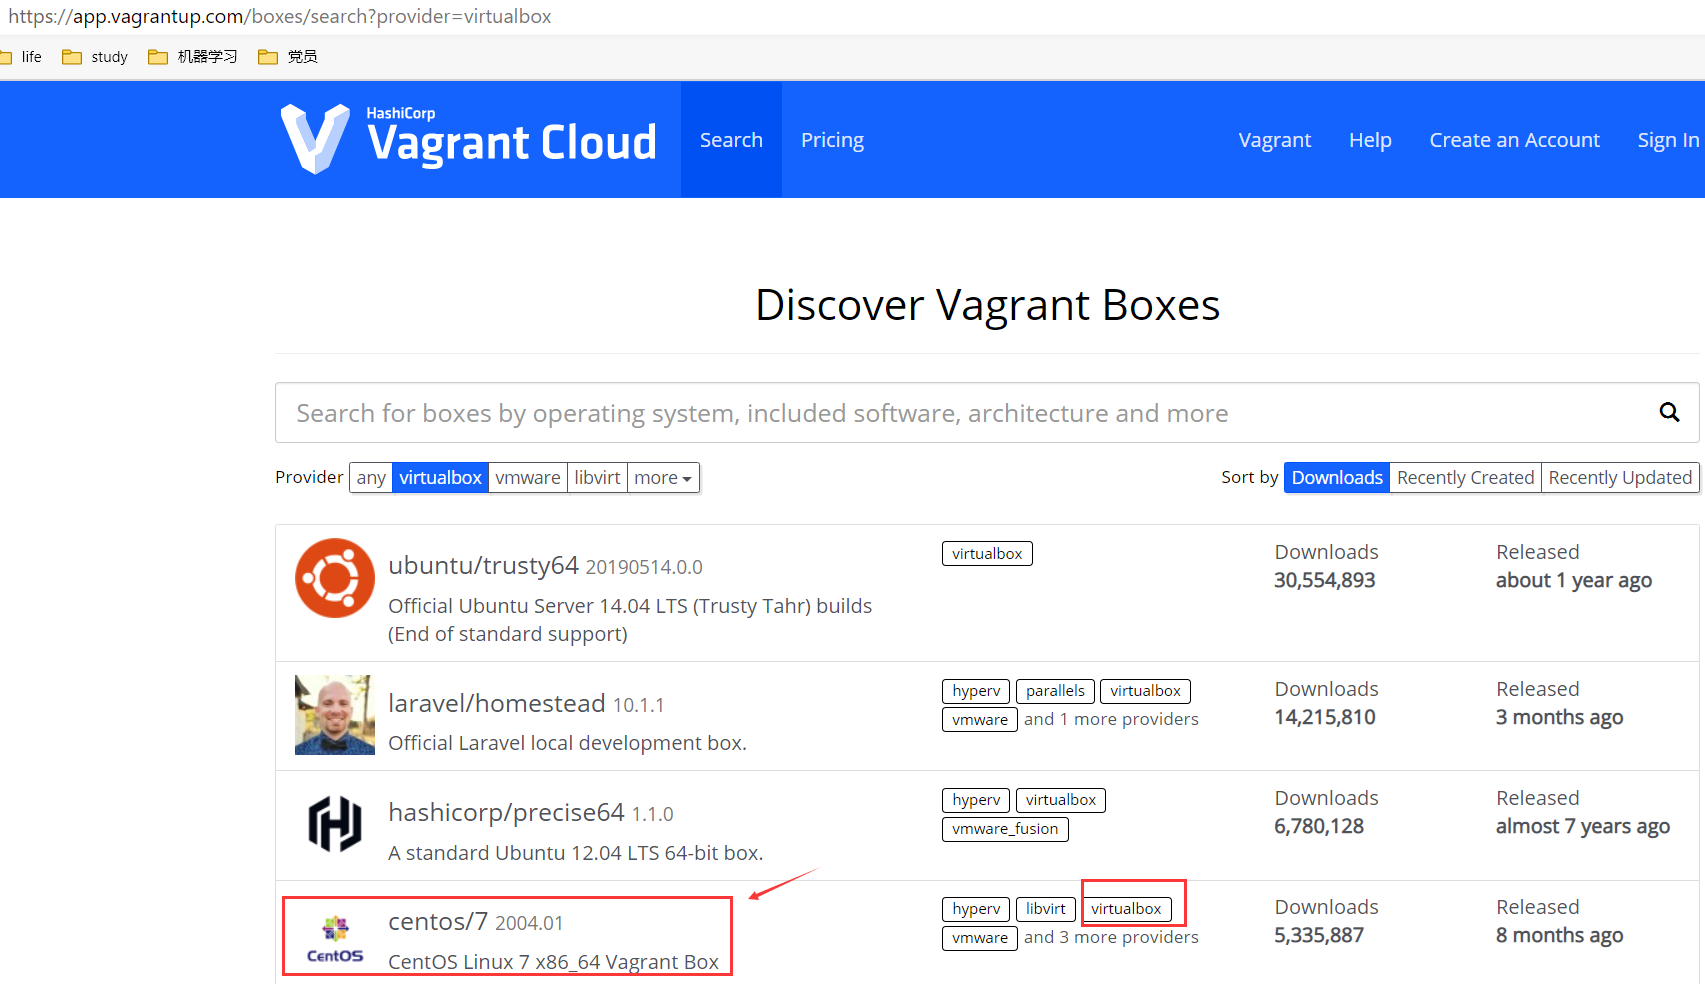 https://app.vagrantup.com/boxes/search?provider=virtualbox
life study 机器学习 党员
HashiCorp
Vagrant Cloud
Search Pricing Vagrant Help Create an Account Sign In
Discover Vagrant Boxes
Search for boxes by operating system, included software, architecture and more
Provider any virtualbox vmware libvirt more Sort by Downloads Recently Created Recently Updated
ubuntu/trusty64 20190514.0.0
Official Ubuntu Server 14.04 LTS (Trusty Tahr) builds
(End of standard support)
virtualbox
Downloads
30,554,893
Released
about 1 year ago
laravel/homestead 10.1.1
Official Laravel local development box.
hyperv parallels virtualbox
vmware and 1 more providers
Downloads
14,215,810
Released
3 months ago
hashicorp/precise64 1.1.0
A standard Ubuntu 12.04 LTS 64-bit box.
hyperv virtualbox
vmware_fusion
Downloads
6,780,128
Released
almost 7 years ago
CentOS
centos/7 2004.01
CentOS Linux 7 x86_64 Vagrant Box
hyperv libvirt virtualbox
vmware and 3 more providers
Downloads
5,335,887
Released
8 months ago